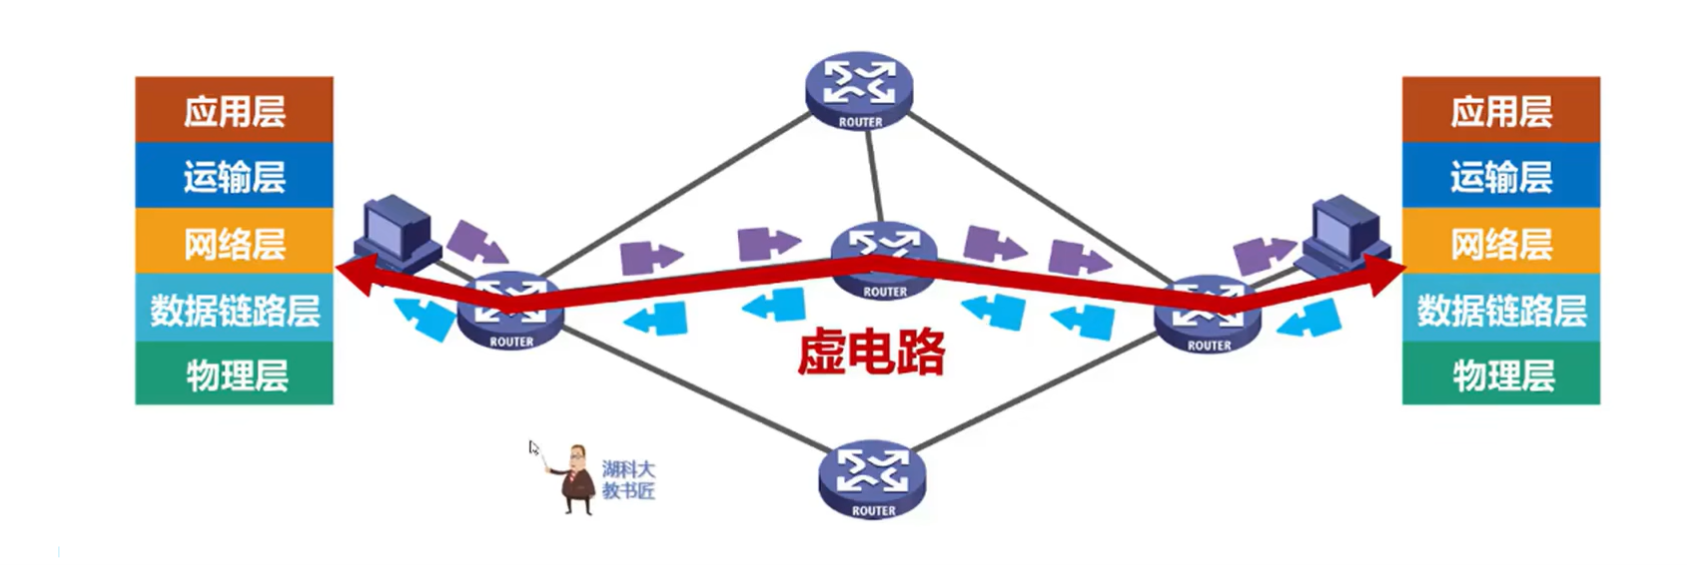 应用层
运输层
网络层
数据链路层
物理层
ROUTER
ROUTER
ROUTER
ROUTER
ROUTER
虚电路
湖科大
教书匠
应用层
运输层
网络层
数据链路层
物理层